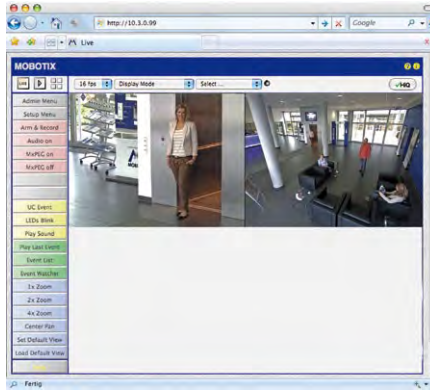 http://10.3.0.99
Google
Live
MOBOTIX
16 fps
Display Mode
Select ...
HQ
Admin Menu
Setup Menu
Arm & Record
Audio on
MxPEG on
MxPEG off
UC Event
LEDs Blink
Play Sound
Play Last Event
Event List
Event Watcher
1x Zoom
2x Zoom
4x Zoom
Center Pan
Set Default View
Load Default View
Fertig